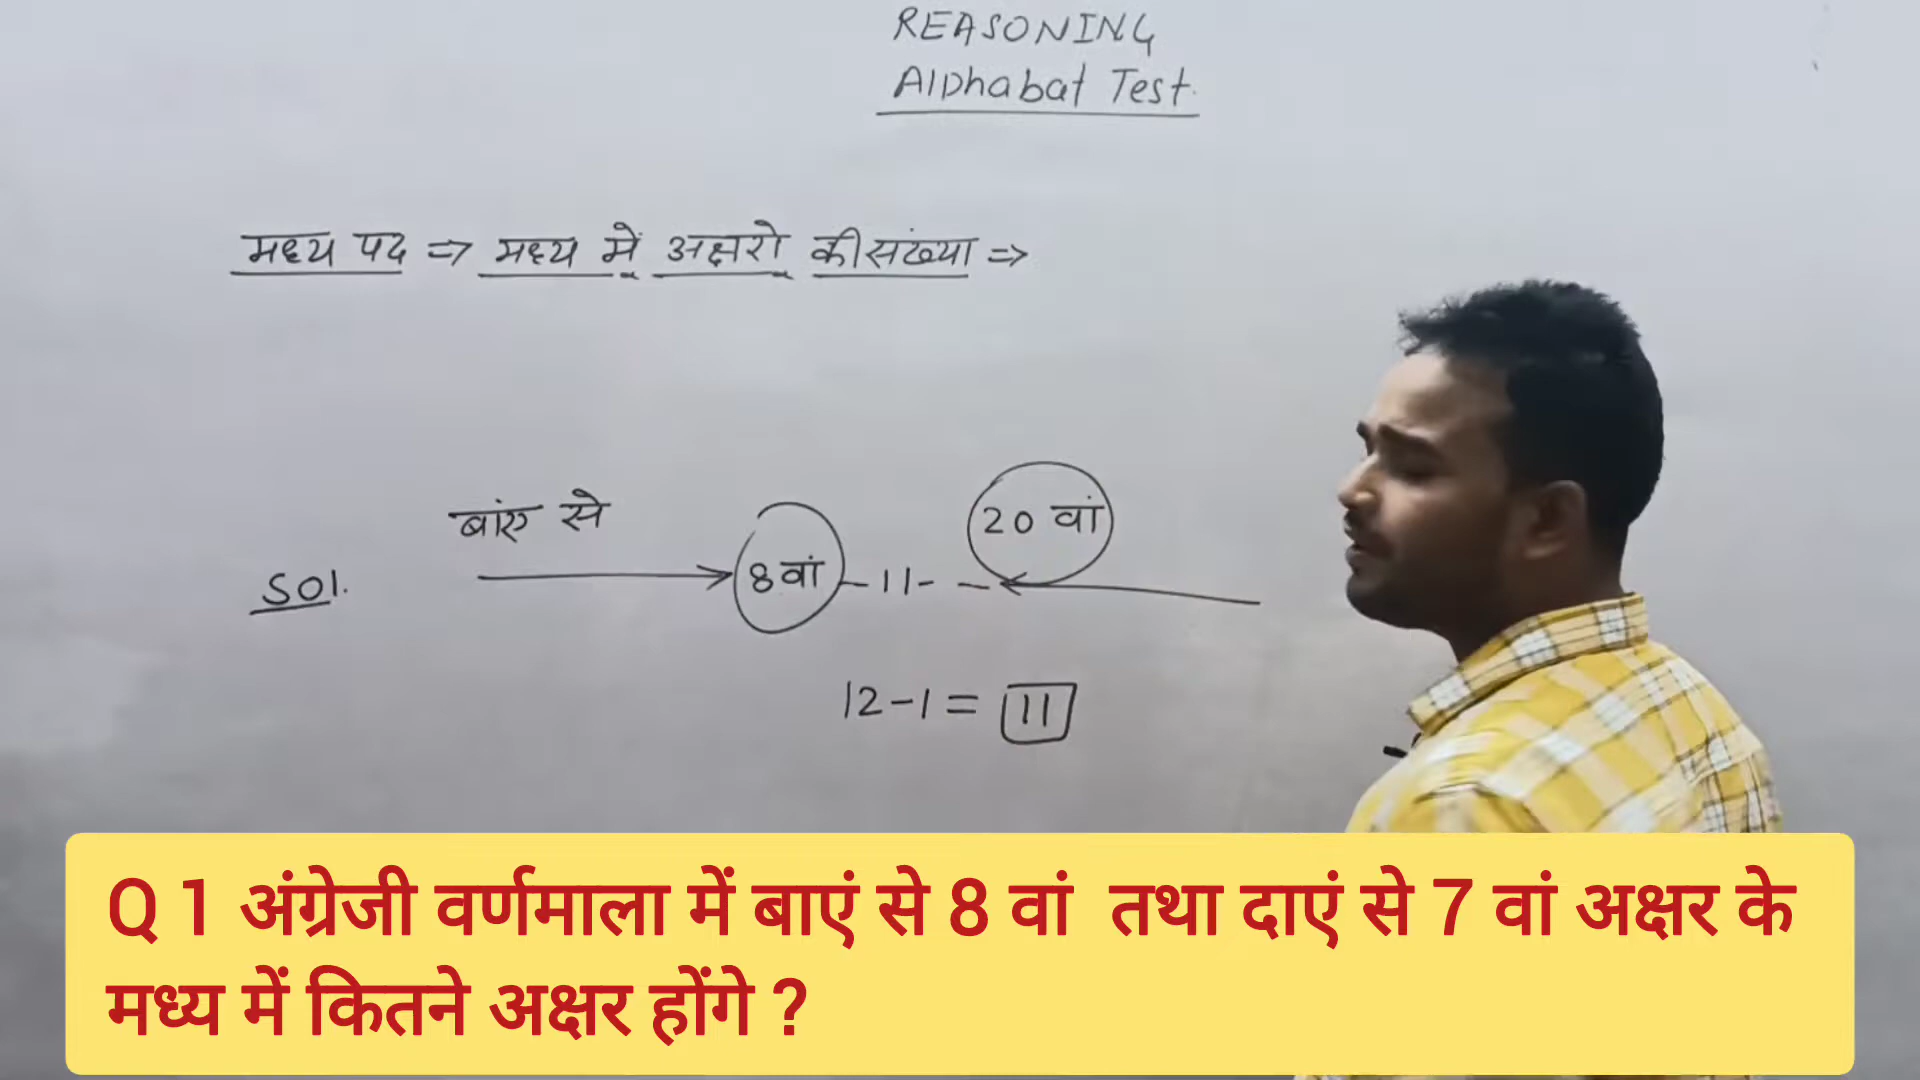 REASONING
Alphabat Test.
मध्य पद => मध्य में अक्षरो की संख्या =>
बांए से
20 वां
Sol.
8वां -11- -
12-1= 11
Q 1 अंग्रेजी वर्णमाला में बाएं से 8 वां तथा दाएं से 7 वां अक्षर के
मध्य में कितने अक्षर होंगे ?